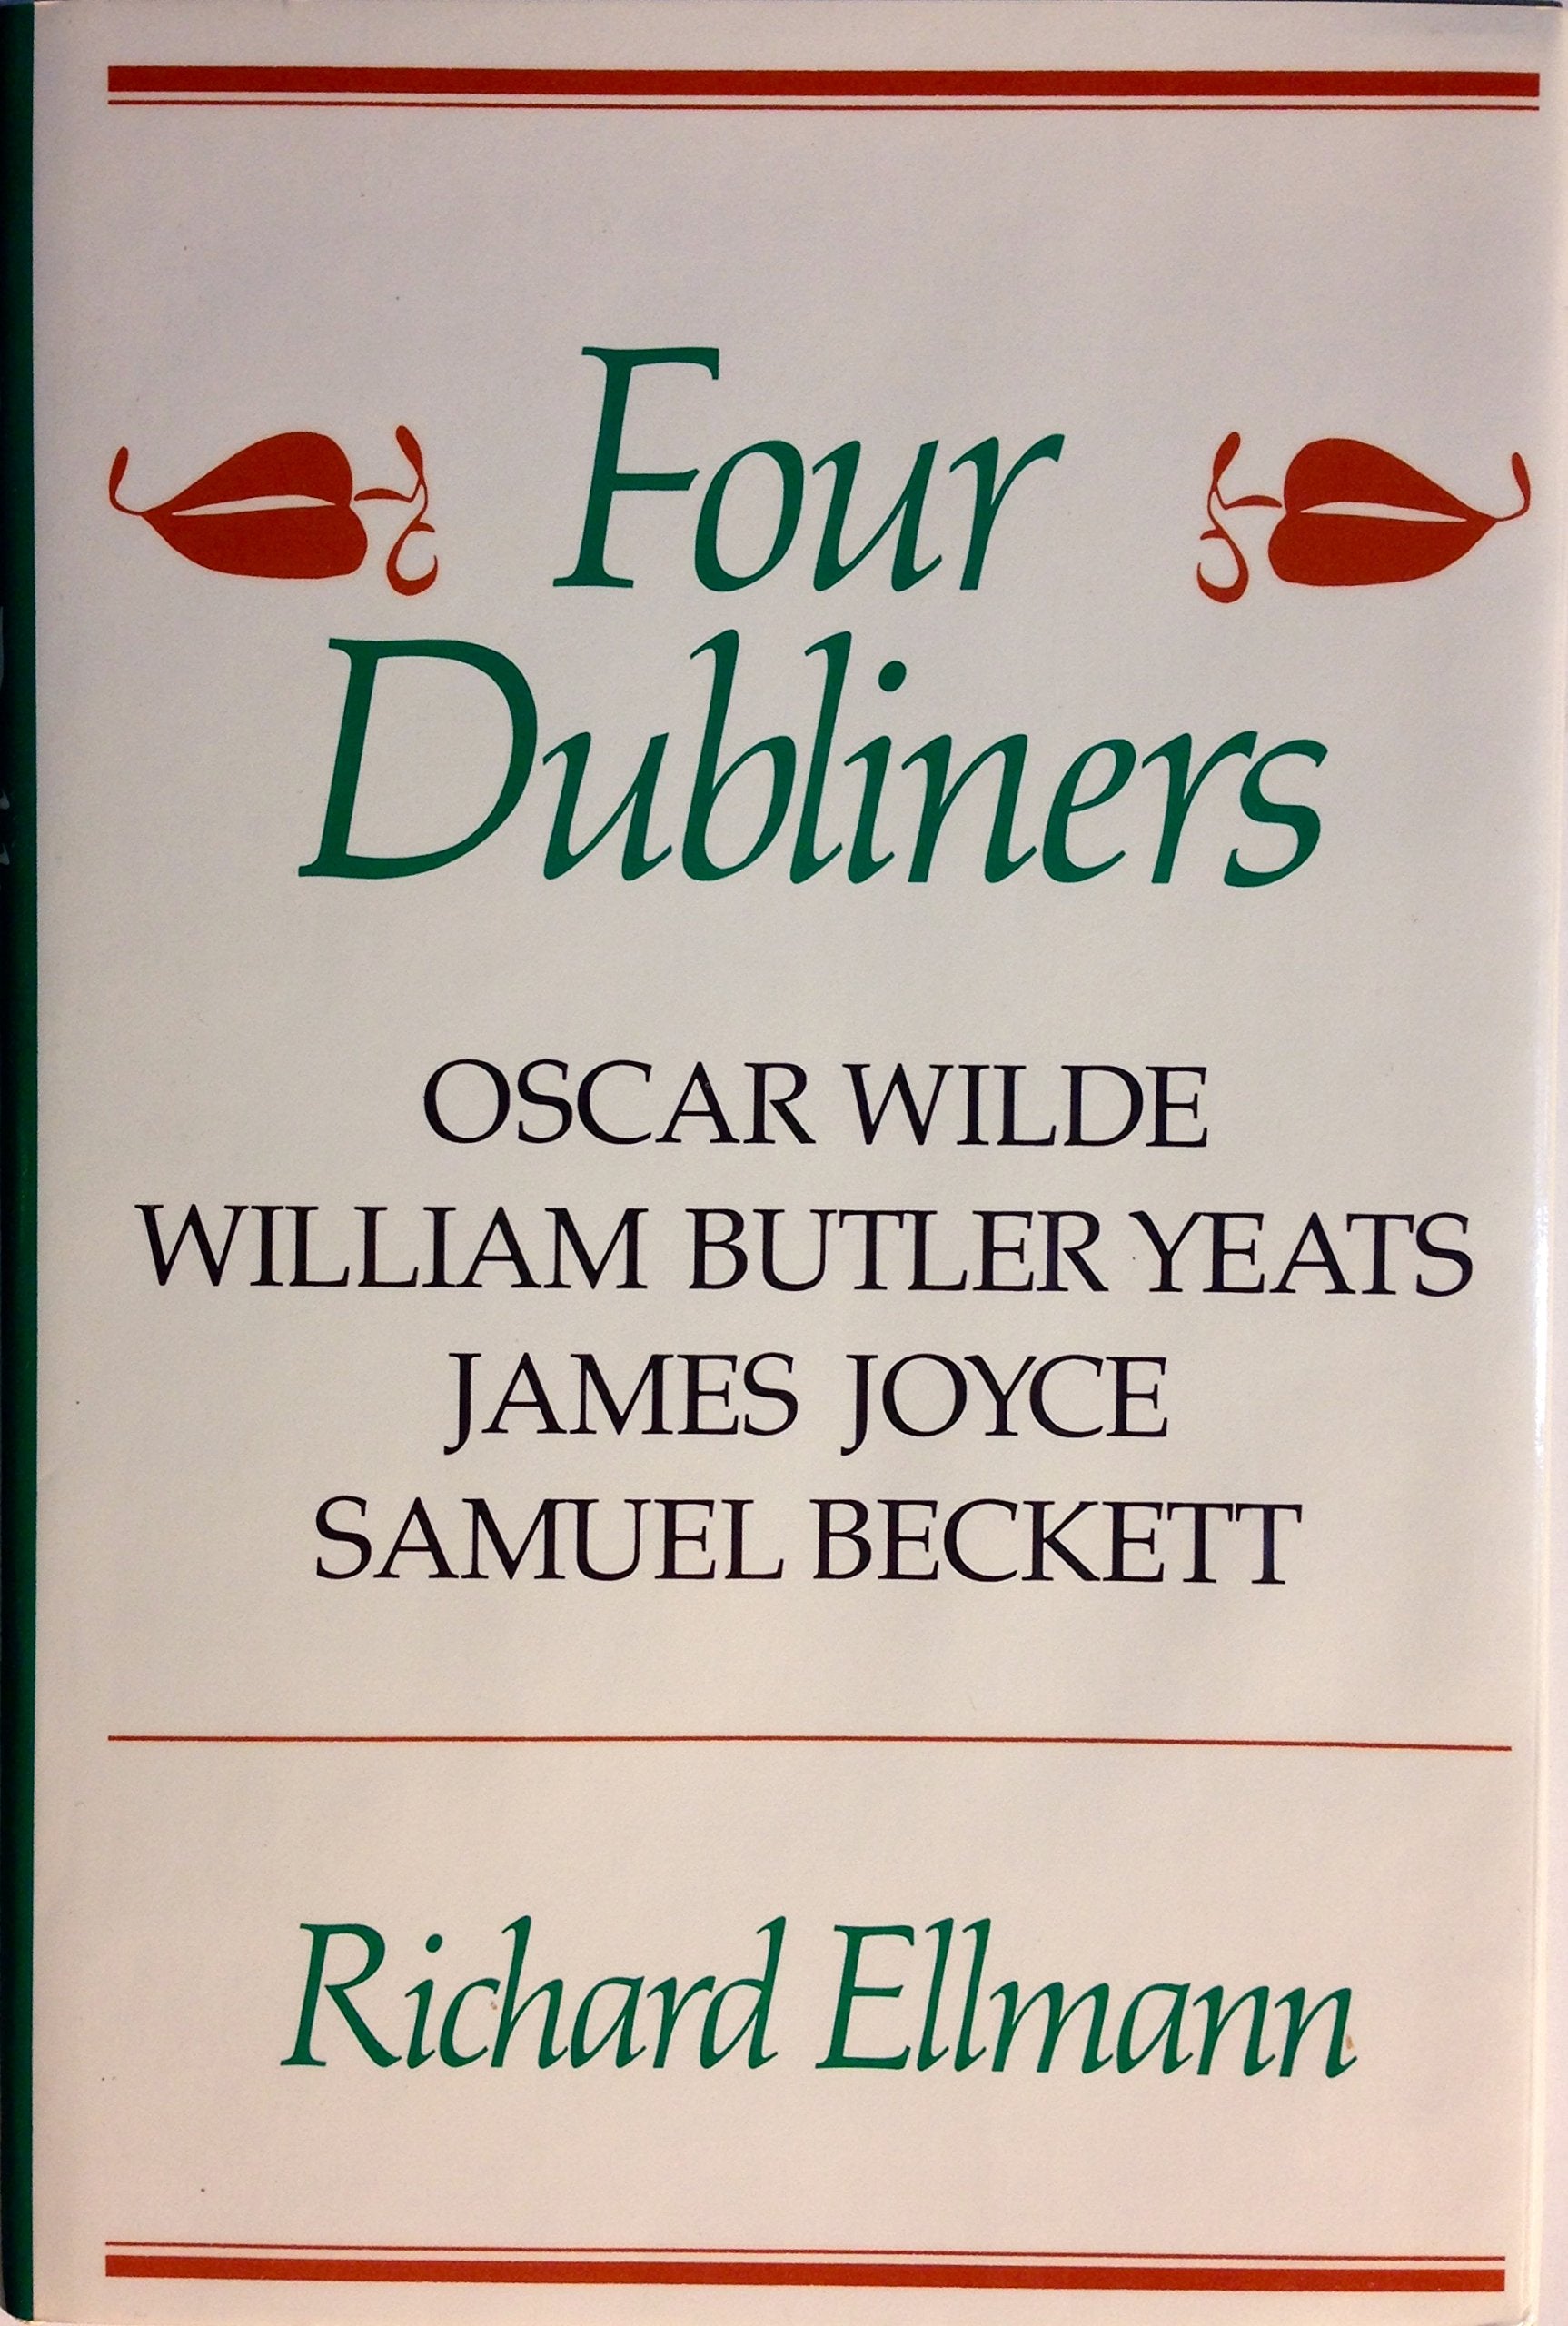 Four
Dubliners
OSCAR WILDE
WILLIAM BUTLER YEATS
JAMES JOYCE
SAMUEL BECKETT
Richard Ellmann